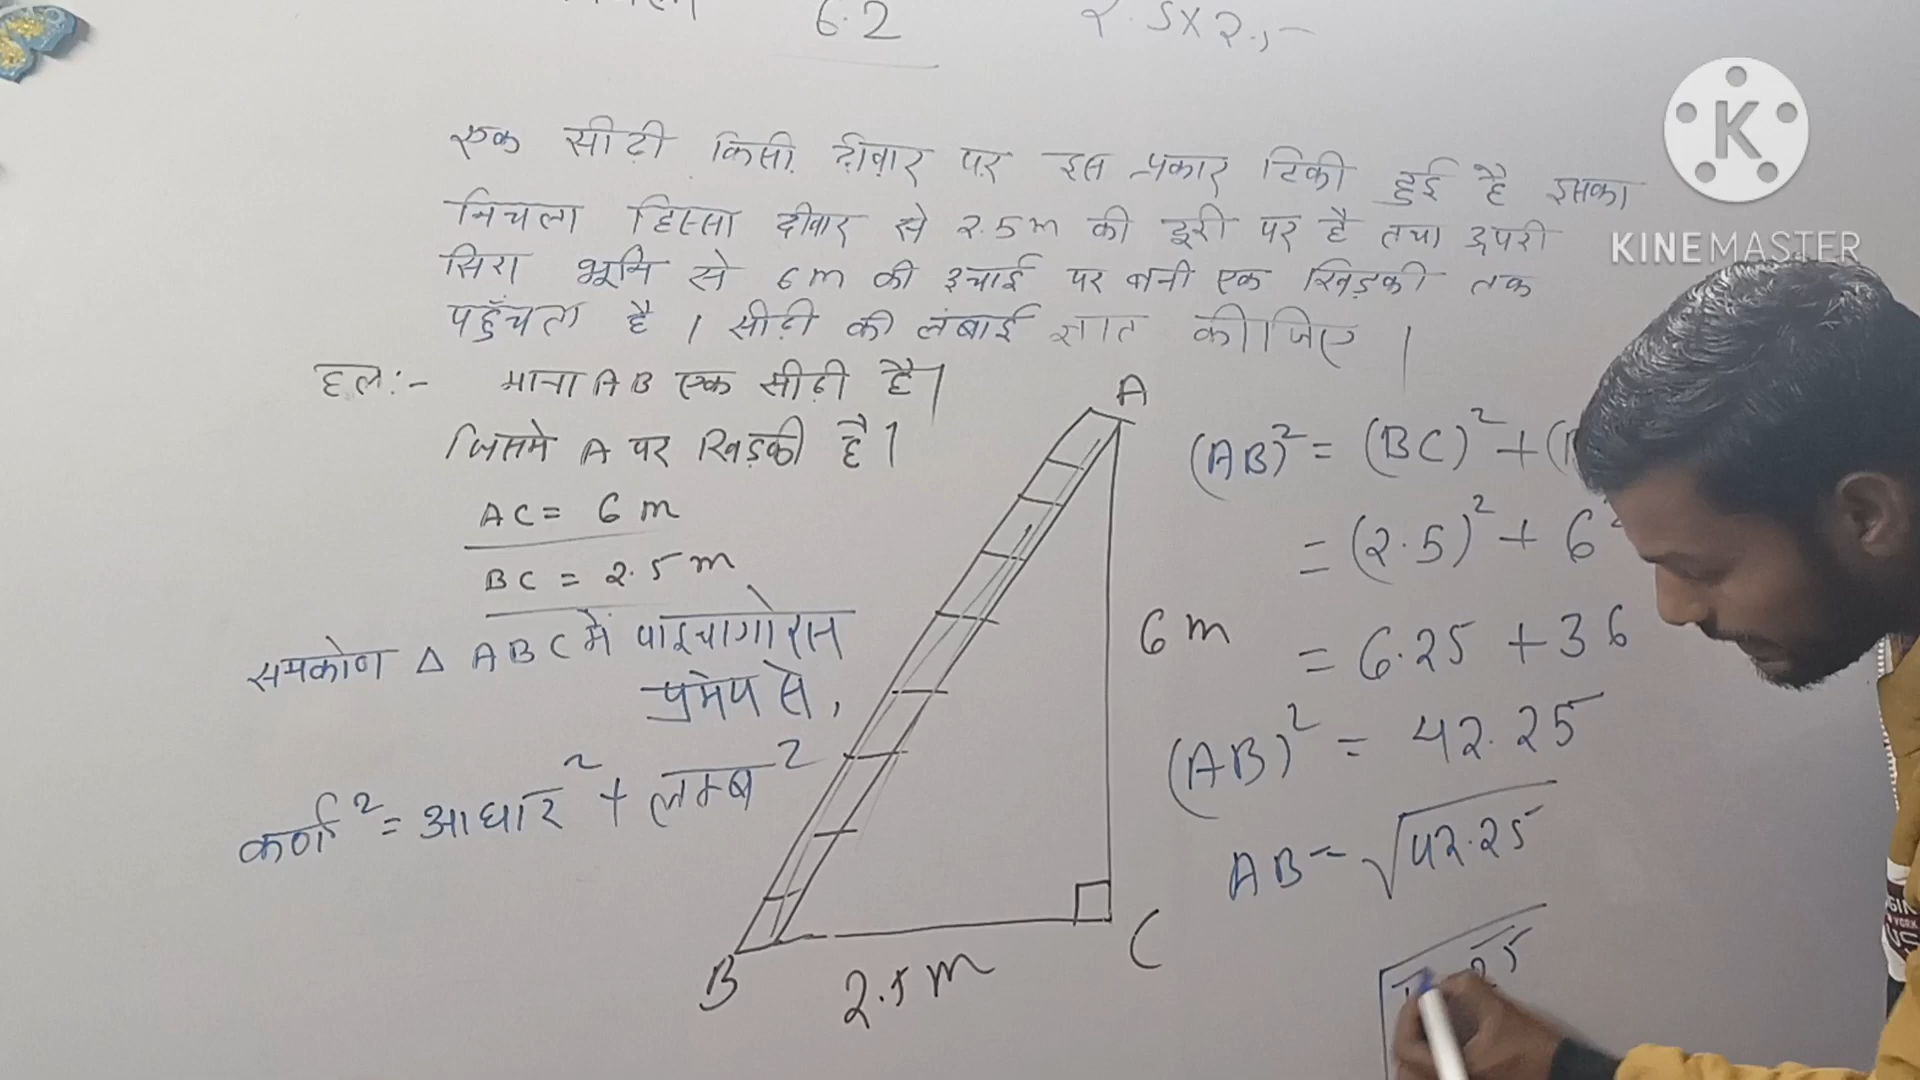 6.2
एक सीढ़ी किसी दीवार पर इस प्रकार टिकी हुई है इसका
निचला हिस्सा दीवार से 2.5m की दूरी पर है तथा उपरी
सिरा भूमि से 6m की उचाई पर बनी एक खिड़की तक
पहुँचता है । सीढ़ी की लंबाई ज्ञात कीजिए ।
हल:- माना AB एक सीढ़ी है।
जिसमे A पर खिड़की है।
AC = 6 m
BC = 2.5 m
समकोण Δ ABC में पाइथागोरस
प्रमेय से,
कर्ण² = आधार² + लम्ब²
A
B
C
6 m
2.5 m
(AB)² = (BC)² + (
= (2.5)² + 6²
= 6.25 + 36
(AB)² = 42.25
AB = √42.25
KINEMASTER
K